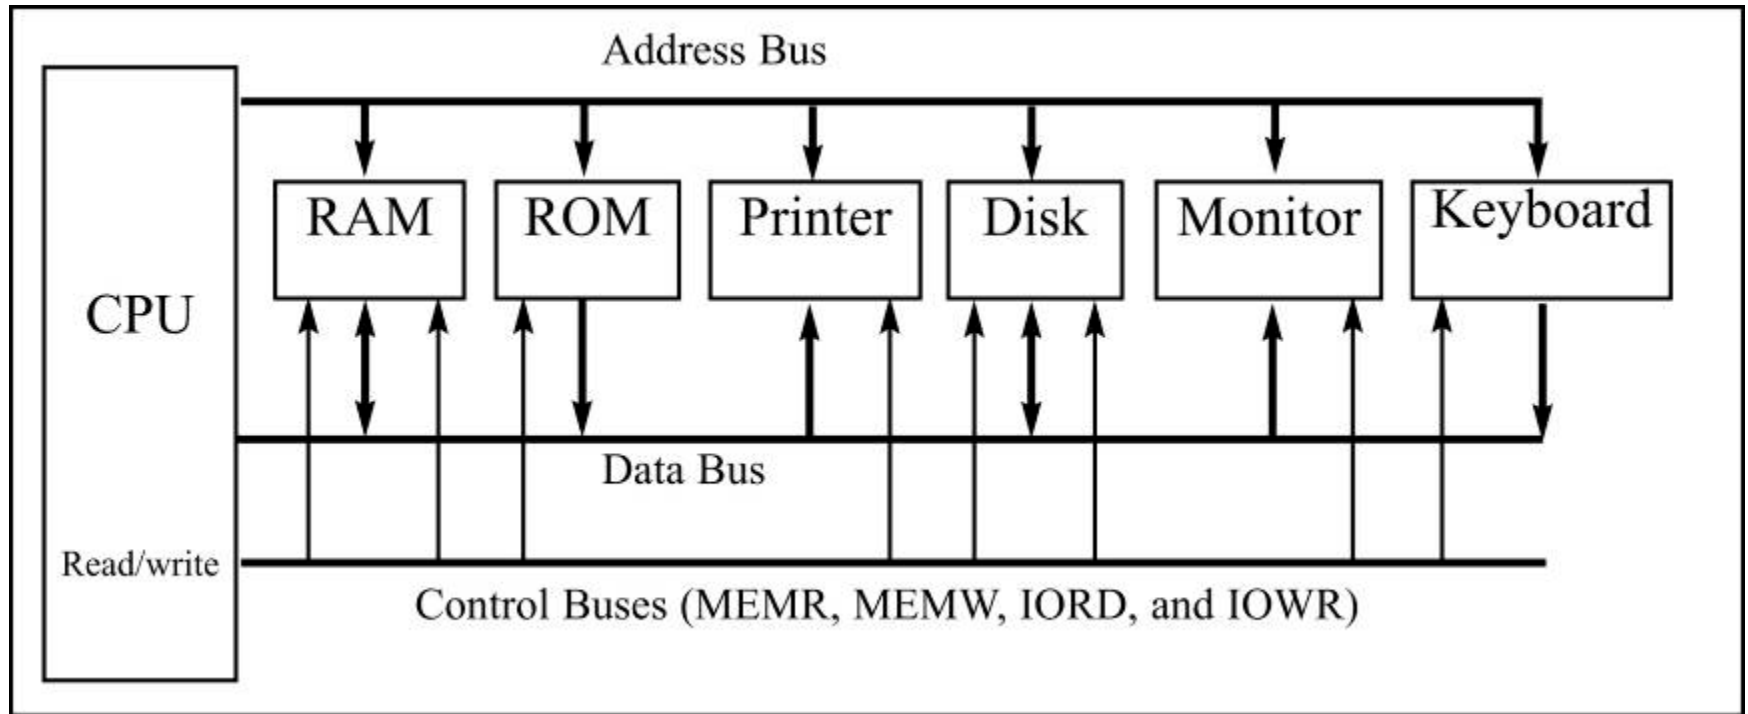 Address Bus
RAM
ROM
Printer
Disk
Monitor
Keyboard
CPU
Data Bus
Read/write
Control Buses (MEMR, MEMW, IORD, and IOWR)